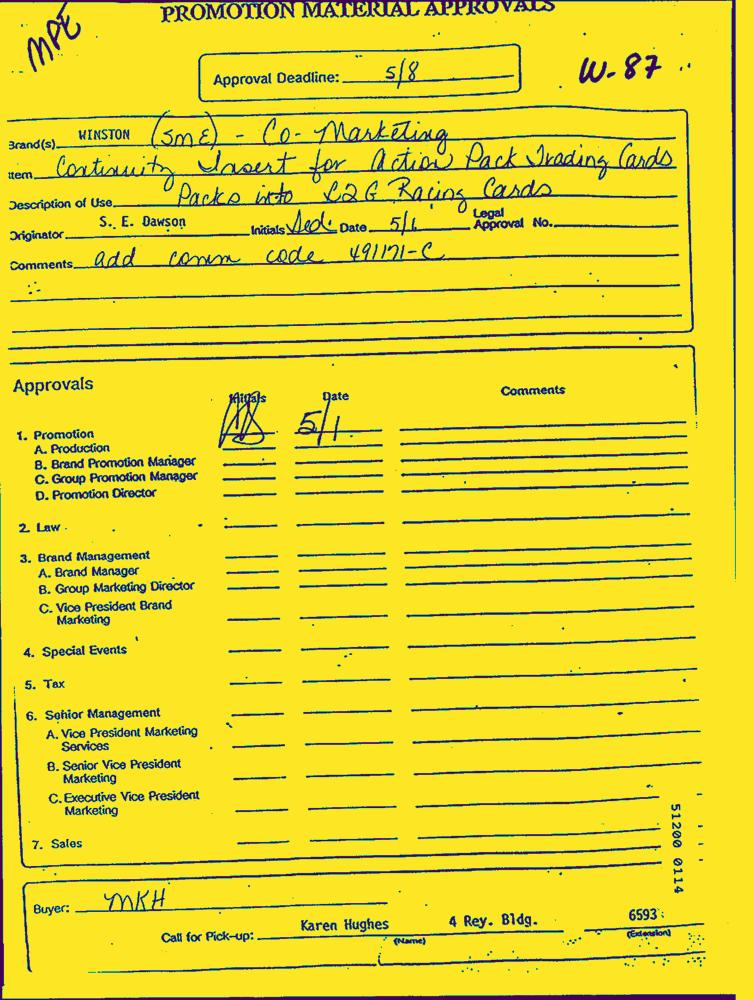 PROMOTION MATERIAL APPROVALS
MPE
Approval Deadline: 5/8
W-87
Brand(s) WINSTON (SME) - Co-Marketing
Item Continuity Insert for Action Pack Trading Cards
Description of Use Packs into L2G Racing Cards
Originator S. E. Dawson Initials Sed. Date 5/1 Legal Approval No.
Comments add comm code 491171-C
Approvals
Initials Date Comments
5/1
1. Promotion
A. Production
B. Brand Promotion Manager
C. Group Promotion Manager
D. Promotion Director
2. Law
3. Brand Management
A. Brand Manager
B. Group Marketing Director
C. Vice President Brand
Marketing
4. Special Events
5. Tax
6. Senior Management
A. Vice President Marketing
Services
B. Senior Vice President
Marketing
C. Executive Vice President
Marketing
7. Sales
51200 0114
Buyer: MKH
Call for Pick-up: Karen Hughes 4 Rey. Bldg. 6593
(Name) (Extension)